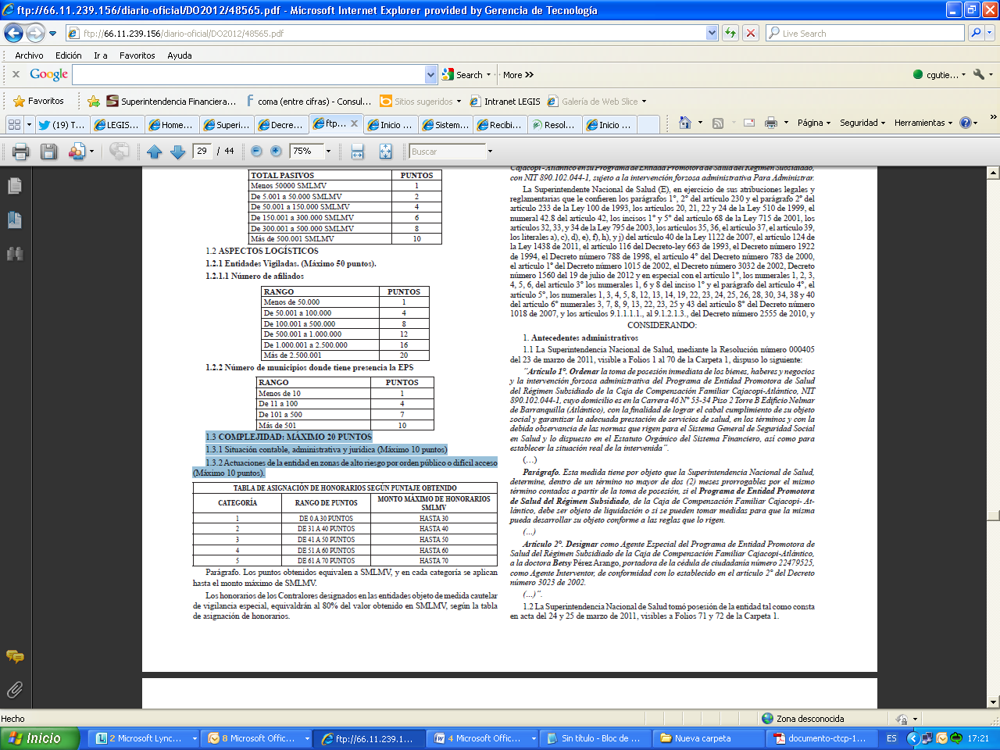 ftp://66.11.239.156/diario-oficial/DO2012/48565.pdf - Microsoft Internet Explorer provided by Gerencia de Tecnología
ftp://66.11.239.156/diario-oficial/DO2012/48565.pdf
Live Search
Archivo Edición Ir a Favoritos Ayuda
x Google Search More » cgutie...
Favoritos Superintendencia Financiera... coma (entre cifras) - Consul... Sitios sugeridos Intranet LEGIS Galería de Web Slice
(19) T... LEGIS... Home... Superi... Decre... ftp... Inicio ... Sistem... Recibi... Resol... Inicio ... Página Seguridad Herramientas
29 / 44 75% Buscar
TOTAL PASIVOS PUNTOS
Menos 50000 SMLMV 1
De 5.001 a 50.000 SMLMV 2
De 50.001 a 150.000 SMLMV 4
De 150.001 a 300.000 SMLMV 6
De 300.001 a 500.000 SMLMV 8
Más de 500.001 SMLMV 10
1.2 ASPECTOS LOGÍSTICOS
1.2.1 Entidades Vigiladas. (Máximo 50 puntos).
1.2.1.1 Número de afiliados
RANGO PUNTOS
Menos de 50.000 1
De 50.001 a 100.000 4
De 100.001 a 500.000 8
De 500.001 a 1.000.000 12
De 1.000.001 a 2.500.000 16
Más de 2.500.001 20
1.2.2 Número de municipios donde tiene presencia la EPS
RANGO PUNTOS
Menos de 10 1
De 11 a 100 4
De 101 a 500 7
Más de 501 10
1.3 COMPLEJIDAD: MÁXIMO 20 PUNTOS
1.3.1 Situación contable, administrativa y jurídica (Máximo 10 puntos)
1.3.2 Actuaciones de la entidad en zonas de alto riesgo por orden público o difícil acceso
(Máximo 10 puntos).
TABLA DE ASIGNACIÓN DE HONORARIOS SEGÚN PUNTAJE OBTENIDO
CATEGORÍA RANGO DE PUNTOS MONTO MÁXIMO DE HONORARIOS
SMLMV
1 DE 0 A 30 PUNTOS HASTA 30
2 DE 31 A 40 PUNTOS HASTA 40
3 DE 41 A 50 PUNTOS HASTA 50
4 DE 51 A 60 PUNTOS HASTA 60
5 DE 61 A 70 PUNTOS HASTA 70
Parágrafo. Los puntos obtenidos equivalen a SMLMV, y en cada categoría se aplican
hasta el monto máximo de SMLMV.
Los honorarios de los Contralores designados en las entidades objeto de medida cautelar
de vigilancia especial, equivaldrán al 80% del valor obtenido en SMLMV, según la tabla
de asignación de honorarios.
Cajacopi - Atlántico en su Programa de Entidad Promotora de Salud del Régimen Subsidiado,
con NIT 890.102.044-1, sujeto a la intervención forzosa administrativa Para Administrar.
La Superintendente Nacional de Salud (E), en ejercicio de sus atribuciones legales y
reglamentarias que le confieren los parágrafos 1°, 2° del artículo 230 y el parágrafo 2° del
artículo 233 de la Ley 100 de 1993, los artículos 20, 21, 22 y 24 de la Ley 510 de 1999, el
numeral 42.8 del artículo 42, los incisos 1° y 5° del artículo 68 de la Ley 715 de 2001, los
artículos 32, 33, y 34 de la Ley 795 de 2003, los artículos 35, 36, el artículo 37, el artículo 39,
los literales a), c), d), e), f), h), y j) del artículo 40 de la Ley 1122 de 2007, el artículo 124 de
la Ley 1438 de 2011, el artículo 116 del Decreto-ley 663 de 1993, el Decreto número 1922
de 1994, el Decreto número 788 de 1998, el artículo 4° del Decreto número 783 de 2000,
el artículo 1° del Decreto número 1015 de 2002, el Decreto número 3032 de 2002, Decreto
número 1560 del 19 de julio de 2012 y en especial con el artículo 1°, los numerales 1, 2, 3,
4, 5, 6, del artículo 3° los numerales 1, 6 y 8 del inciso 1° y el parágrafo del artículo 4°, el
artículo 5°, los numerales 1, 3, 4, 5, 8, 12, 13, 14, 19, 22, 23, 24, 25, 26, 28, 30, 34, 38 y 40
del artículo 6° numerales 3, 7, 8, 9, 13, 22, 23, 25 y 43 del artículo 8° del Decreto número
1018 de 2007, y los artículos 9.1.1.1.1., al 9.1.2.1.3., del Decreto número 2555 de 2010, y
CONSIDERANDO:
1. Antecedentes administrativos
1.1 La Superintendencia Nacional de Salud, mediante la Resolución número 000405
del 23 de marzo de 2011, visible a Folios 1 al 70 de la Carpeta 1, dispuso lo siguiente:
"Artículo 1°. Ordenar la toma de posesión inmediata de los bienes, haberes y negocios
y la intervención forzosa administrativa del Programa de Entidad Promotora de Salud
del Régimen Subsidiado de la Caja de Compensación Familiar Cajacopi-Atlántico, NIT
890.102.044-1, cuyo domicilio es en la Carrera 46 N° 53-34 Piso 2 Torre B Edificio Nelmar
de Barranquilla (Atlántico), con la finalidad de lograr el cabal cumplimiento de su objeto
social y garantizar la adecuada prestación de servicios de salud, en los términos y con la
debida observancia de las normas que rigen para el Sistema General de Seguridad Social
en Salud y lo dispuesto en el Estatuto Orgánico del Sistema Financiero, así como para
establecer la situación real de la intervenida".
(…)
Parágrafo. Esta medida tiene por objeto que la Superintendencia Nacional de Salud,
determine, dentro de un término no mayor de dos (2) meses prorrogables por el mismo
término contados a partir de la toma de posesión, si el Programa de Entidad Promotora
de Salud del Régimen Subsidiado, de la Caja de Compensación Familiar Cajacopi- At-
lántico, debe ser objeto de liquidación o si se pueden tomar medidas para que la misma
pueda desarrollar su objeto conforme a las reglas que lo rigen.
(...)
Artículo 2°. Designar como Agente Especial del Programa de Entidad Promotora de
Salud del Régimen Subsidiado de la Caja de Compensación Familiar Cajacopi-Atlántico,
a la doctora Betsy Pérez Arango, portadora de la cédula de ciudadanía número 22479525,
como Agente Interventor, de conformidad con lo establecido en el artículo 2° del Decreto
número 3023 de 2002.
(...)".
1.2 La Superintendencia Nacional de Salud tomó posesión de la entidad tal como consta
en acta del 24 y 25 de marzo de 2011, visibles a Folios 71 y 72 de la Carpeta 1.
Hecho Zona desconocida
Inicio 2 Microsoft Lync... 8 Microsoft Offic... ftp://66.11.239.1... 4 Microsoft Offic... Sin título - Bloc de ... Nueva carpeta documento-ctcp-1... ES 17:21